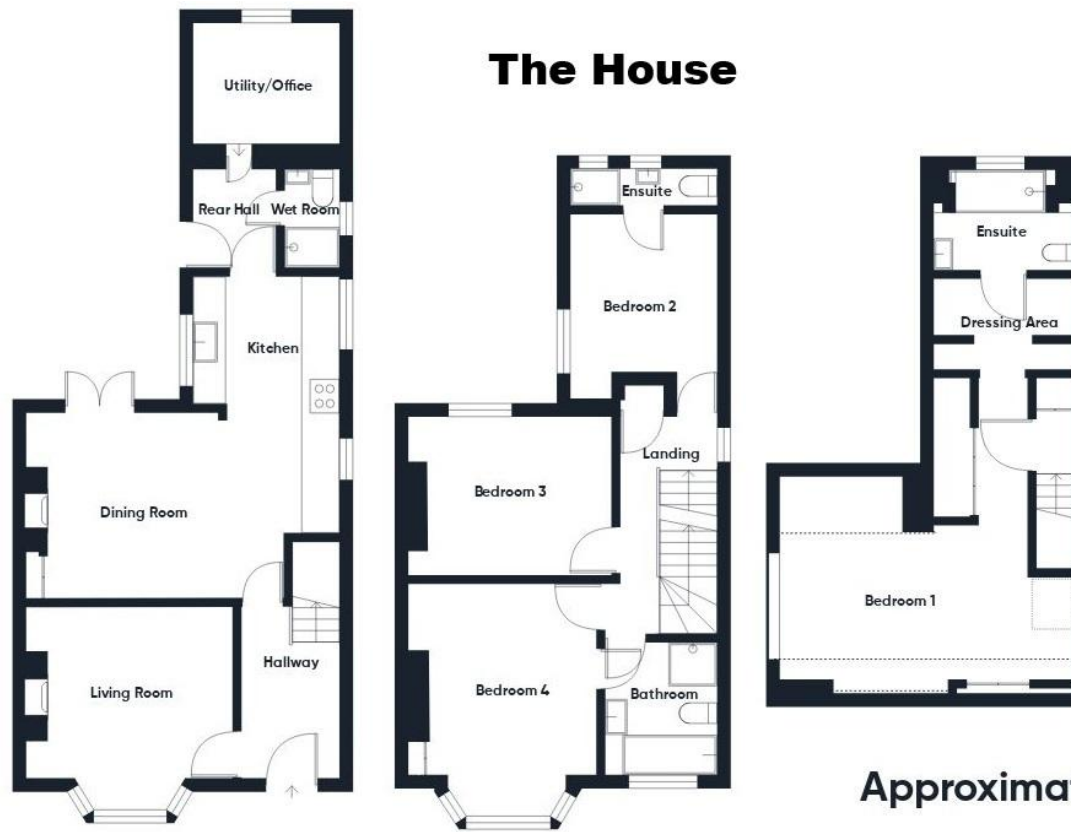 The House
Utility/Office
Rear Hall
Wet Room
Kitchen
Dining Room
Living Room
Hallway
Ensuite
Bedroom 2
Landing
Bedroom 3
Bedroom 4
Bathroom
Ensuite
Dressing Area
Bedroom 1